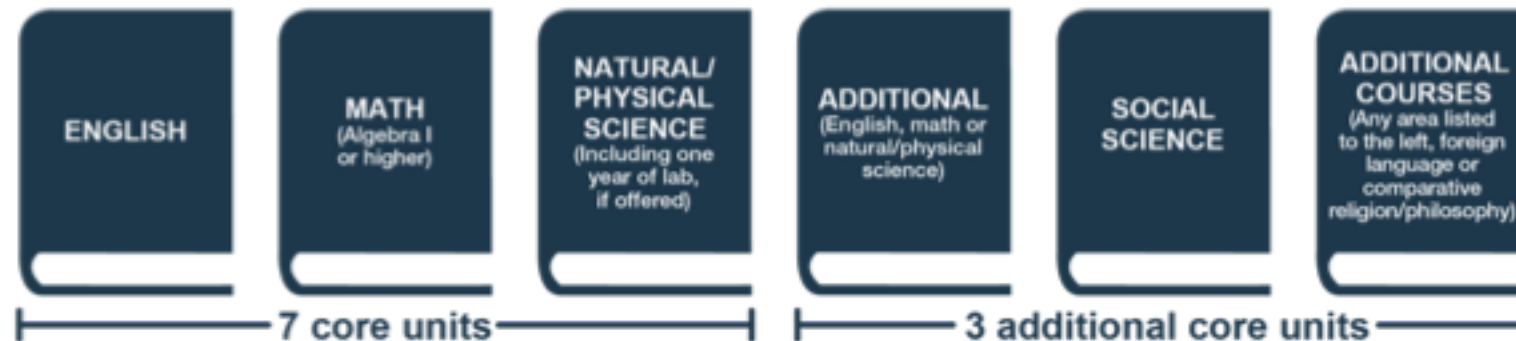 ENGLISH
MATH
(Algebra I
or higher)
NATURAL/
PHYSICAL
SCIENCE
(Including one
year of lab,
if offered)
ADDITIONAL
(English, math or
natural/physical
science)
SOCIAL
SCIENCE
ADDITIONAL
COURSES
(Any area listed
to the left, foreign
language or
comparative
religion/philosophy)
7 core units
3 additional core units